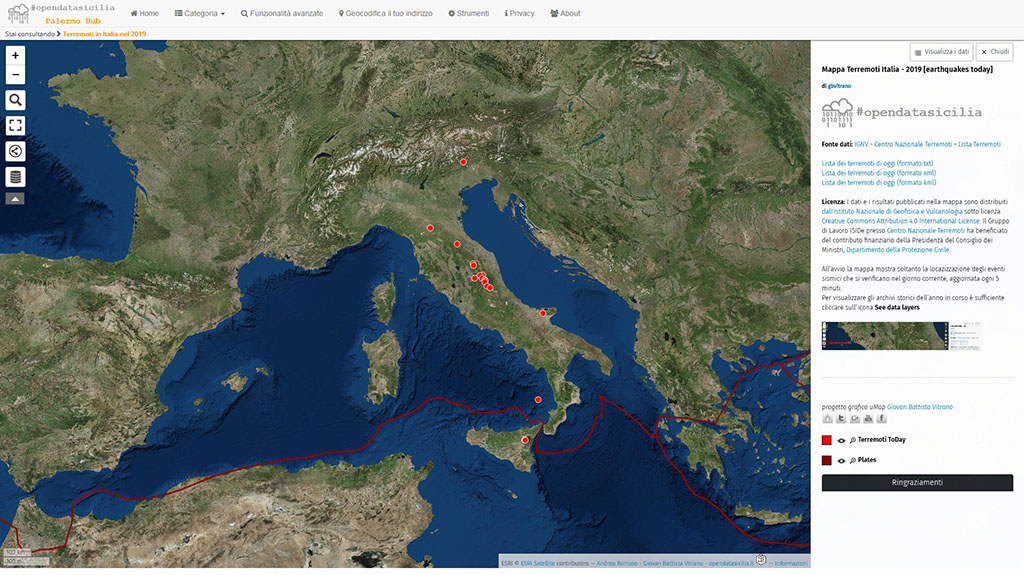 #opendatasicilia
Palermo Hub
Home
Categoria
Funzionalità avanzate
Geocodifica il tuo indirizzo
Strumenti
Privacy
About
Stai consultando > Terremoti in Italia nel 2019
Visualizza i dati
Chiudi
Mappa Terremoti Italia - 2019 [earthquakes today]
di gbvitrano
#opendatasicilia
Fonte dati: IGNV - Centro Nazionale Terremoti - Lista Terremoti
Lista dei terremoti di oggi (formato txt)
Lista dei terremoti di oggi (formato xml)
Lista dei terremoti di oggi (formato kml)
Licenza: I dati e i risultati pubblicati nella mappa sono distribuiti
dall'Istituto Nazionale di Geofisica e Vulcanologia sotto licenza
Creative Commons Attribution 4.0 International License. Il Gruppo
di Lavoro ISIDe presso Centro Nazionale Terremoti ha beneficiato
del contributo finanziario della Presidenza del Consiglio dei
Ministri, Dipartimento della Protezione Civile.
All'avvio la mappa mostra soltanto la locazizzazione degli eventi
sismici che si verificano nel giorno corrente, aggiornata ogni 5
minuti.
Per visualizzare gli archivi storici dell'anno in corso è sufficiente
cliccare sull'icona See data layers
progetto grafico uMap Giovan Battista Vitrano
Terremoti ToDay
Plates
Ringraziamenti
300 km
300 mi
ESRI © ESRI Satellite contributors — Andrea Borruso - Giovan Battista Vitrano - opendatasicilia.it — Informazioni